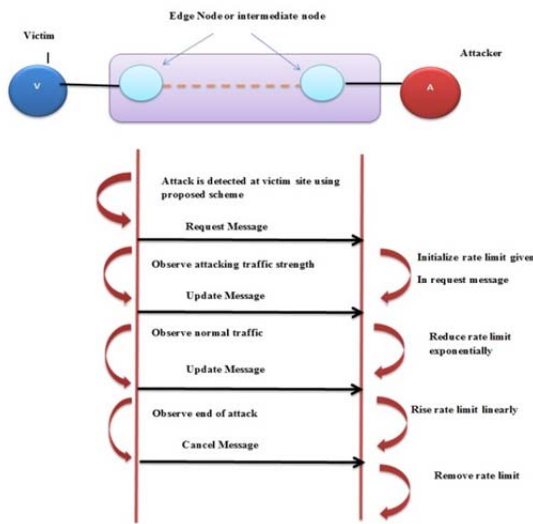 Edge Node or intermediate node
Victim
Attacker
V
A
Attack is detected at victim site using
proposed scheme
Request Message
Initialize rate limit given
In request message
Observe attacking traffic strength
Update Message
Observe normal traffic
Reduce rate limit
exponentially
Update Message
Observe end of attack
Rise rate limit linearly
Cancel Message
Remove rate limit